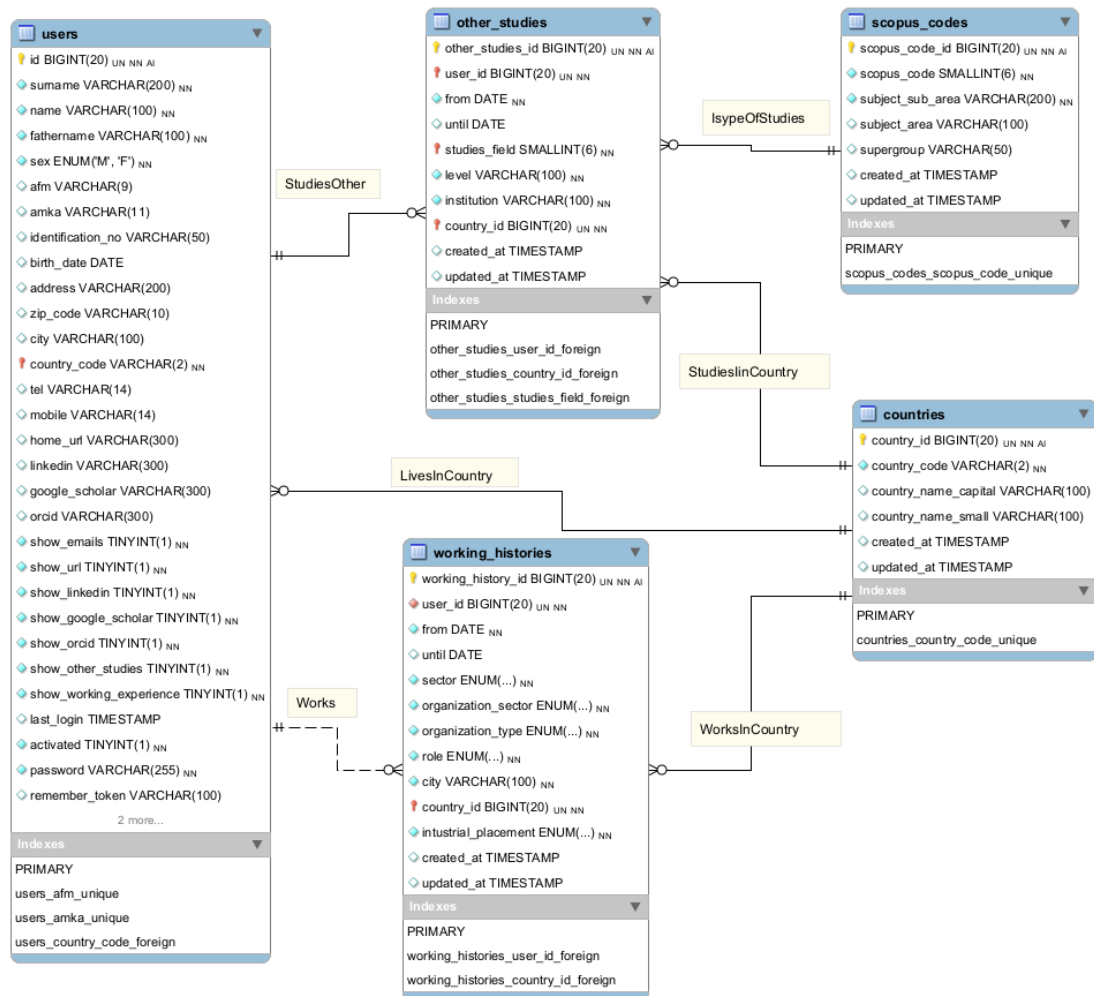 users
id BIGINT(20) UN NN AI
surname VARCHAR(200) NN
name VARCHAR(100) NN
fathername VARCHAR(100) NN
sex ENUM('M', 'F') NN
afm VARCHAR(9)
amka VARCHAR(11)
identification_no VARCHAR(50)
birth_date DATE
address VARCHAR(200)
zip_code VARCHAR(10)
city VARCHAR(100)
country_code VARCHAR(2) NN
tel VARCHAR(14)
mobile VARCHAR(14)
home_url VARCHAR(300)
linkedin VARCHAR(300)
google_scholar VARCHAR(300)
orcid VARCHAR(300)
show_emails TINYINT(1) NN
show_url TINYINT(1) NN
show_linkedin TINYINT(1) NN
show_google_scholar TINYINT(1) NN
show_orcid TINYINT(1) NN
show_other_studies TINYINT(1) NN
show_working_experience TINYINT(1) NN
last_login TIMESTAMP
activated TINYINT(1) NN
password VARCHAR(255) NN
remember_token VARCHAR(100)
2 more...
Indexes
PRIMARY
users_afm_unique
users_amka_unique
users_country_code_foreign
StudiesOther
other_studies
other_studies_id BIGINT(20) UN NN AI
user_id BIGINT(20) UN NN
from DATE NN
until DATE
studies_field SMALLINT(6) NN
level VARCHAR(100) NN
institution VARCHAR(100) NN
country_id BIGINT(20) UN NN
created_at TIMESTAMP
updated_at TIMESTAMP
Indexes
PRIMARY
other_studies_user_id_foreign
other_studies_country_id_foreign
other_studies_studies_field_foreign
IsypeOfStudies
scopus_codes
scopus_code_id BIGINT(20) UN NN AI
scopus_code SMALLINT(6) NN
subject_sub_area VARCHAR(200) NN
subject_area VARCHAR(100)
supergroup VARCHAR(50)
created_at TIMESTAMP
updated_at TIMESTAMP
Indexes
PRIMARY
scopus_codes_scopus_code_unique
StudiesIinCountry
countries
country_id BIGINT(20) UN NN AI
country_code VARCHAR(2) NN
country_name_capital VARCHAR(100)
country_name_small VARCHAR(100)
created_at TIMESTAMP
updated_at TIMESTAMP
Indexes
PRIMARY
countries_country_code_unique
LivesInCountry
working_histories
working_history_id BIGINT(20) UN NN AI
user_id BIGINT(20) UN NN
from DATE NN
until DATE
sector ENUM(...) NN
organization_sector ENUM(...) NN
organization_type ENUM(...) NN
role ENUM(...) NN
city VARCHAR(100) NN
country_id BIGINT(20) UN NN
intustrial_placement ENUM(...) NN
created_at TIMESTAMP
updated_at TIMESTAMP
Indexes
PRIMARY
working_histories_user_id_foreign
working_histories_country_id_foreign
Works
WorksInCountry